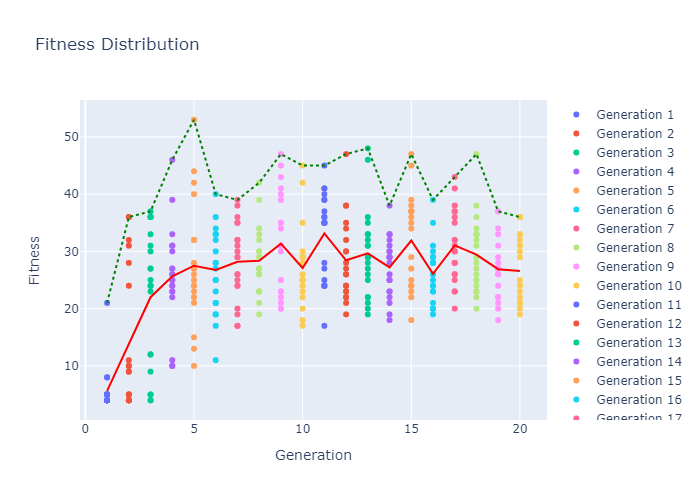 Fitness Distribution
Fitness
50
40
30
20
10
0
5
10
15
20
Generation
Generation 1
Generation 2
Generation 3
Generation 4
Generation 5
Generation 6
Generation 7
Generation 8
Generation 9
Generation 10
Generation 11
Generation 12
Generation 13
Generation 14
Generation 15
Generation 16
Generation 17